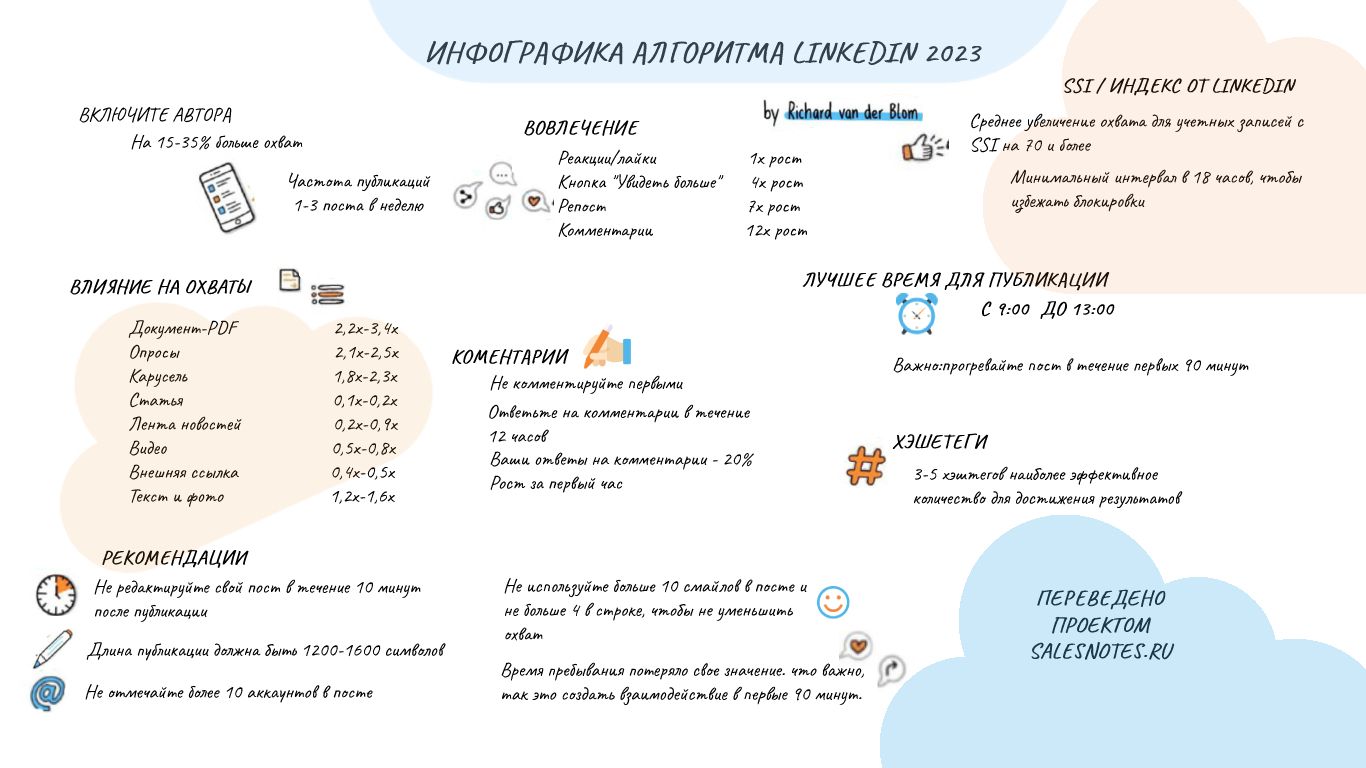 ИНФОГРАФИКА АЛГОРИТМА LINKEDIN 2023
by Richard van der Blom
ВКЛЮЧИТЕ АВТОРА
На 15-35% больше охват
Частота публикаций
1-3 поста в неделю
ВОВЛЕЧЕНИЕ
Реакции/лайки 1x рост
Кнопка "Увидеть больше" 4x рост
Репост 7x рост
Комментарии 12x рост
SSI / ИНДЕКС ОТ LINKEDIN
Среднее увеличение охвата для учетных записей с
SSI на 70 и более
Минимальный интервал в 18 часов, чтобы
избежать блокировки
ВЛИЯНИЕ НА ОХВАТЫ
Документ-PDF 2,2x-3,4x
Опросы 2,1x-2,5x
Карусель 1,8x-2,3x
Статья 0,1x-0,2x
Лента новостей 0,2x-0,9x
Видео 0,5x-0,8x
Внешняя ссылка 0,4x-0,5x
Текст и фото 1,2x-1,6x
КОМЕНТАРИИ
Не комментируйте первыми
Ответьте на комментарии в течение
12 часов
Ваши ответы на комментарии - 20%
Рост за первый час
ЛУЧШЕЕ ВРЕМЯ ДЛЯ ПУБЛИКАЦИИ
С 9:00 ДО 13:00
Важно:прогревайте пост в течение первых 90 минут
ХЭШЕТЕГИ
3-5 хэштегов наиболее эффективное
количество для достижения результатов
РЕКОМЕНДАЦИИ
Не редактируйте свой пост в течение 10 минут
после публикации
Длина публикации должна быть 1200-1600 символов
Не отмечайте более 10 аккаунтов в посте
Не используйте больше 10 смайлов в посте и
не больше 4 в строке, чтобы не уменьшить
охват
Время пребывания потеряло свое значение. что важно,
так это создать взаимодействие в первые 90 минут.
ПЕРЕВЕДЕНО
ПРОЕКТОМ
SALESNOTES.RU